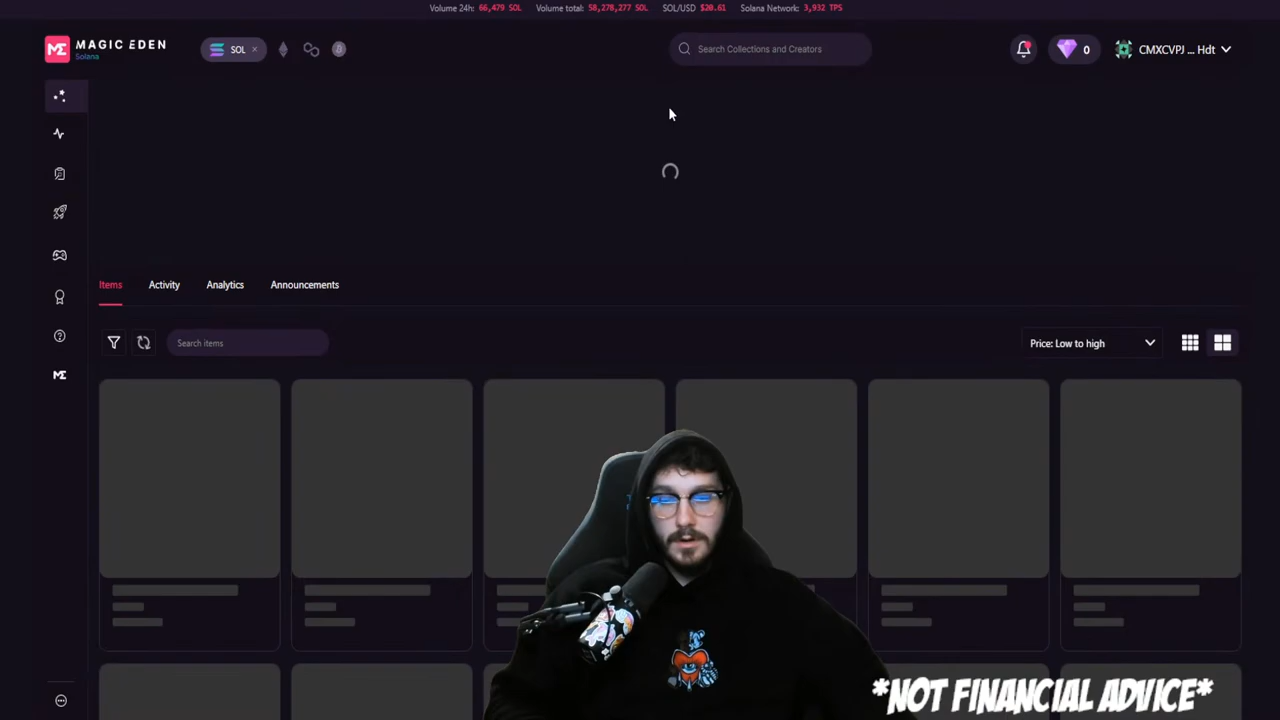 Volume 24h: 66,479 SOL Volume total: 58,278,277 SOL SOL/USD $20.61 Solana Network: 3,932 TPS
MAGIC EDEN
Solana
SOL
Search Collections and Creators
0
CMXCVPJ ... Hdt
Items Activity Analytics Announcements
Search items
Price: Low to high
*NOT FINANCIAL ADVICE*